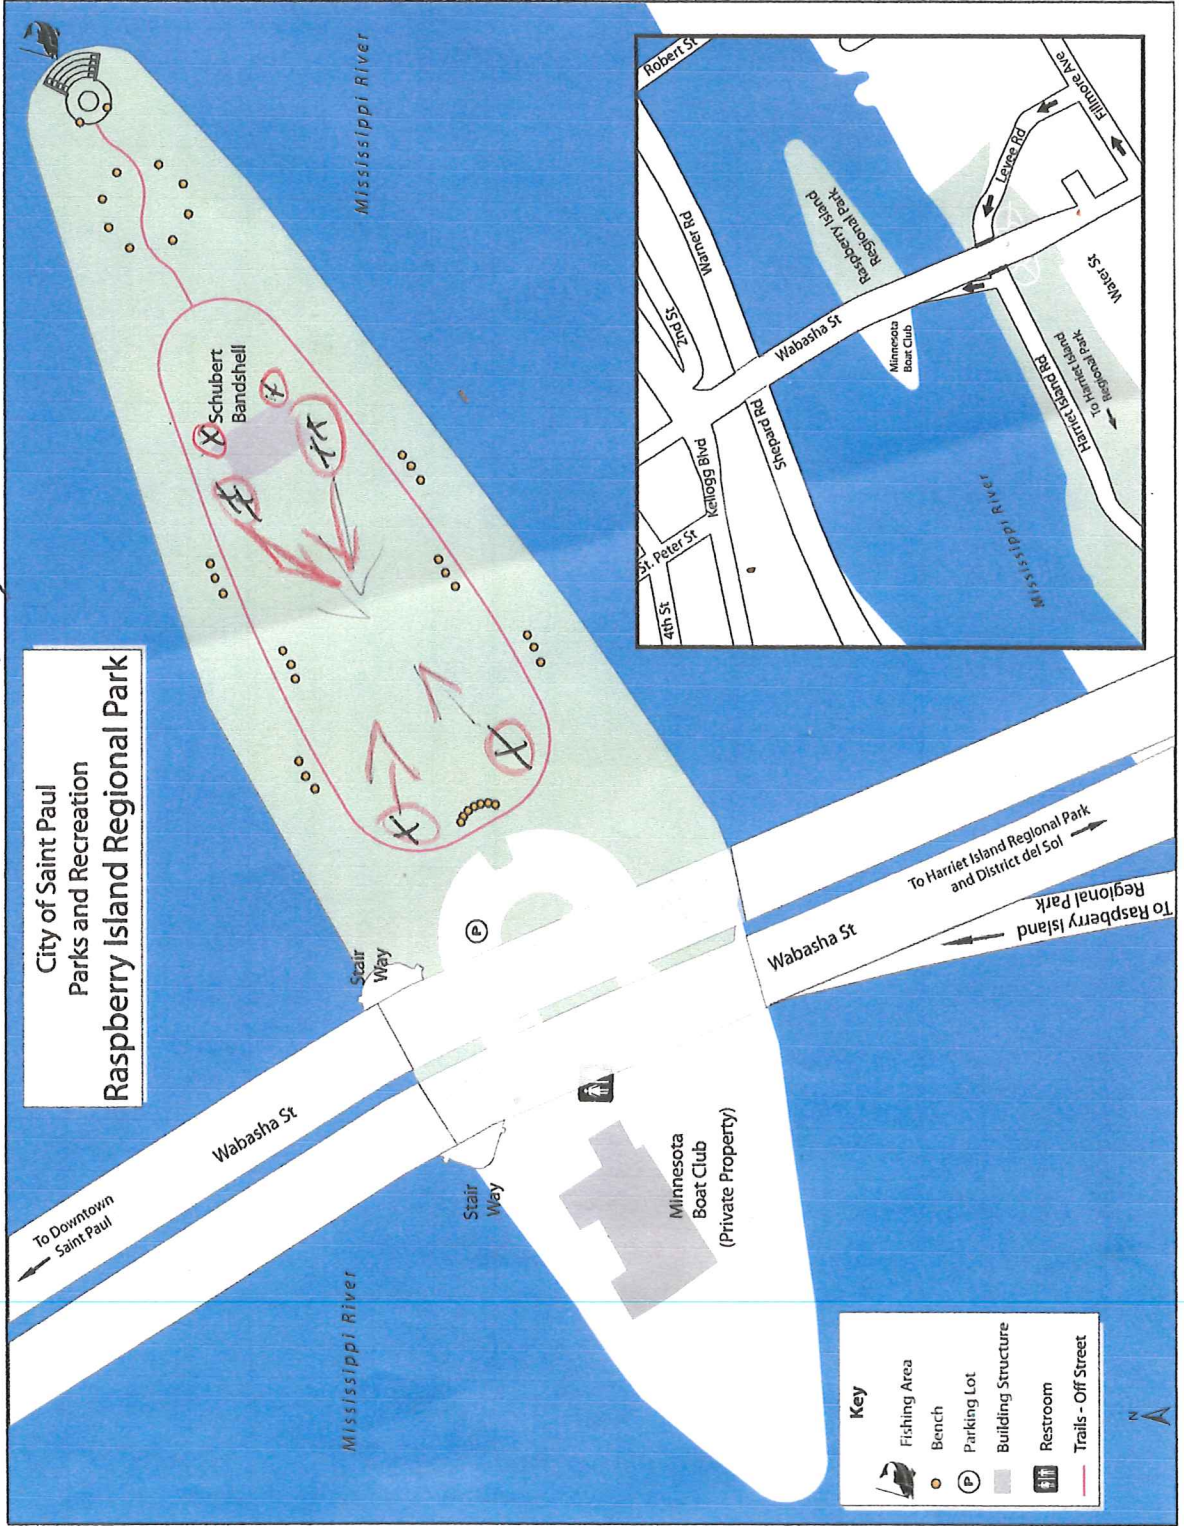 City of Saint Paul
Parks and Recreation
Raspberry Island Regional Park
Mississippi River
Schubert
Bandshell
X
X
X X
X X
X
X
P
Stair
Way
Stair
Way
Wabasha St
To Downtown
Saint Paul
Wabasha St
To Harriet Island Regional Park
and District del Sol
To Raspberry Island
Regional Park
Minnesota
Boat Club
(Private Property)
Mississippi River
Key
Fishing Area
Bench
P Parking Lot
Building Structure
Restroom
Trails - Off Street
N
Robert St
Warner Rd
2nd St
Kellogg Blvd
St. Peter St
4th St
Shepard Rd
Wabasha St
Raspberry Island
Regional Park
Minnesota
Boat Club
Mississippi River
Levee Rd
Fillmore Ave
Water St
Harriet Island Rd
To Harriet Island
Regional Park